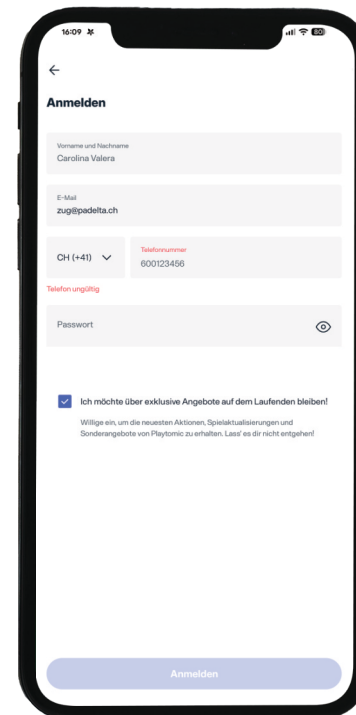 16:09
80
Anmelden
Vorname und Nachname
Carolina Valera
E-Mail
zug@padelta.ch
CH (+41)
Telefonnummer
600123456
Telefon ungültig
Passwort
Ich möchte über exklusive Angebote auf dem Laufenden bleiben!
Willige ein, um die neuesten Aktionen, Spielaktualisierungen und
Sonderangebote von Playtomic zu erhalten. Lass' es dir nicht entgehen!
Anmelden